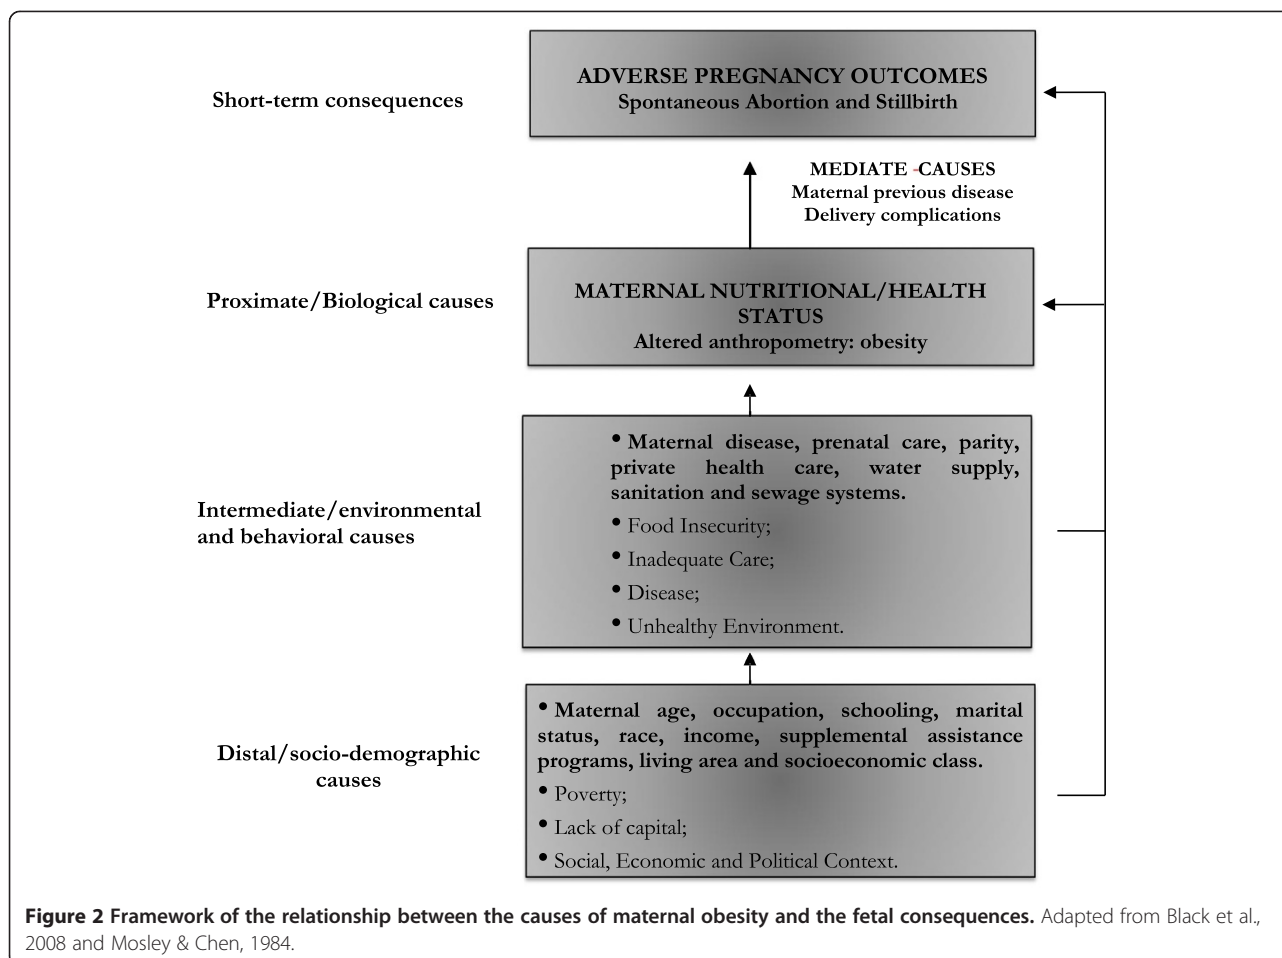 ADVERSE PREGNANCY OUTCOMES
Spontaneous Abortion and Stillbirth
Short-term consequences
MEDIATE -CAUSES
Maternal previous disease
Delivery complications
Proximate/Biological causes
MATERNAL NUTRITIONAL/HEALTH
STATUS
Altered anthropometry: obesity
Intermediate/environmental
and behavioral causes
• Maternal disease, prenatal care, parity,
private health care, water supply,
sanitation and sewage systems.
• Food Insecurity;
• Inadequate Care;
• Disease;
• Unhealthy Environment.
Distal/socio-demographic
causes
• Maternal age, occupation, schooling, marital
status, race, income, supplemental assistance
programs, living area and socioeconomic class.
• Poverty;
• Lack of capital;
• Social, Economic and Political Context.
Figure 2 Framework of the relationship between the causes of maternal obesity and the fetal consequences. Adapted from Black et al.,
2008 and Mosley & Chen, 1984.